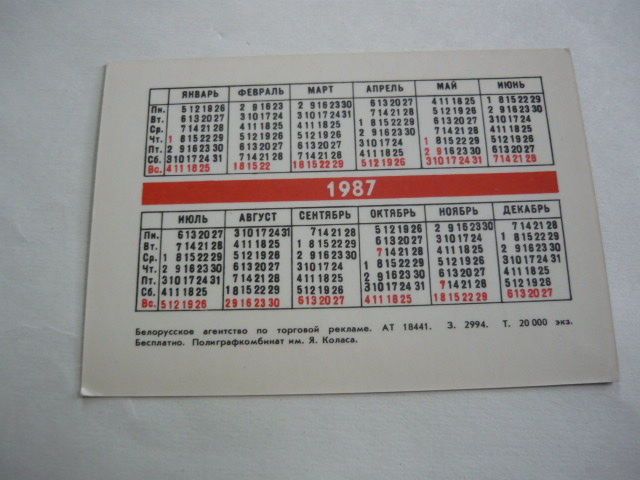 ЯНВАРЬ ФЕВРАЛЬ МАРТ АПРЕЛЬ МАЙ ИЮНЬ
Пн. 5 12 19 26 2 9 16 23 2 9 16 23 30 6 13 20 27 4 11 18 25 1 8 15 22 29
Вт. 6 13 20 27 3 10 17 24 3 10 17 24 31 7 14 21 28 5 12 19 26 2 9 16 23 30
Ср. 7 14 21 28 4 11 18 25 4 11 18 25 1 8 15 22 29 6 13 20 27 3 10 17 24
Чт. 1 8 15 22 29 5 12 19 26 5 12 19 26 2 9 16 23 30 7 14 21 28 4 11 18 25
Пт. 2 9 16 23 30 6 13 20 27 6 13 20 27 3 10 17 24 1 8 15 22 29 5 12 19 26
Сб. 3 10 17 24 31 7 14 21 28 7 14 21 28 4 11 18 25 2 9 16 23 30 6 13 20 27
Вс. 4 11 18 25 1 8 15 22 1 8 15 22 29 5 12 19 26 3 10 17 24 31 7 14 21 28
1987
ИЮЛЬ АВГУСТ СЕНТЯБРЬ ОКТЯБРЬ НОЯБРЬ ДЕКАБРЬ
Пн. 6 13 20 27 3 10 17 24 31 7 14 21 28 5 12 19 26 2 9 16 23 30 7 14 21 28
Вт. 7 14 21 28 4 11 18 25 1 8 15 22 29 6 13 20 27 3 10 17 24 1 8 15 22 29
Ср. 1 8 15 22 29 5 12 19 26 2 9 16 23 30 7 14 21 28 4 11 18 25 2 9 16 23 30
Чт. 2 9 16 23 30 6 13 20 27 3 10 17 24 1 8 15 22 29 5 12 19 26 3 10 17 24 31
Пт. 3 10 17 24 31 7 14 21 28 4 11 18 25 2 9 16 23 30 6 13 20 27 4 11 18 25
Сб. 4 11 18 25 1 8 15 22 29 5 12 19 26 3 10 17 24 31 7 14 21 28 5 12 19 26
Вс. 5 12 19 26 2 9 16 23 30 6 13 20 27 4 11 18 25 1 8 15 22 29 6 13 20 27
Белорусское агентство по торговой рекламе. АТ 18441. З. 2994. Т. 20 000 экз.
Бесплатно. Полиграфкомбинат им. Я. Коласа.